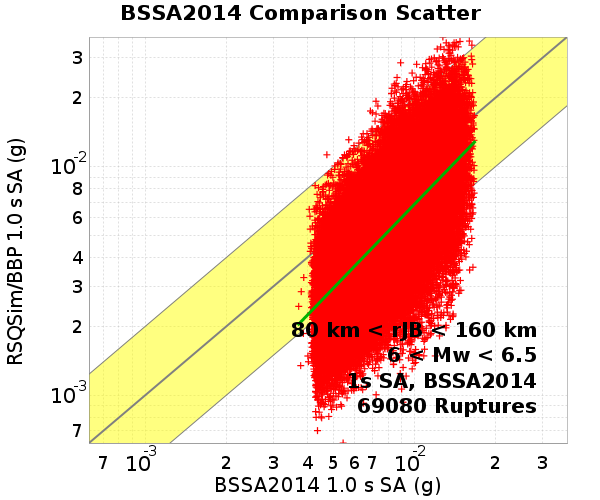 BSSA2014 Comparison Scatter
RSQSim/BBP 1.0 s SA (g)
3
2
10-2
8
6
4
3
2
10-3
7
80 km < rJB < 160 km
6 < Mw < 6.5
1s SA, BSSA2014
69080 Ruptures
7 10-3 2 3 4 5 6 7 10-2 2 3
BSSA2014 1.0 s SA (g)